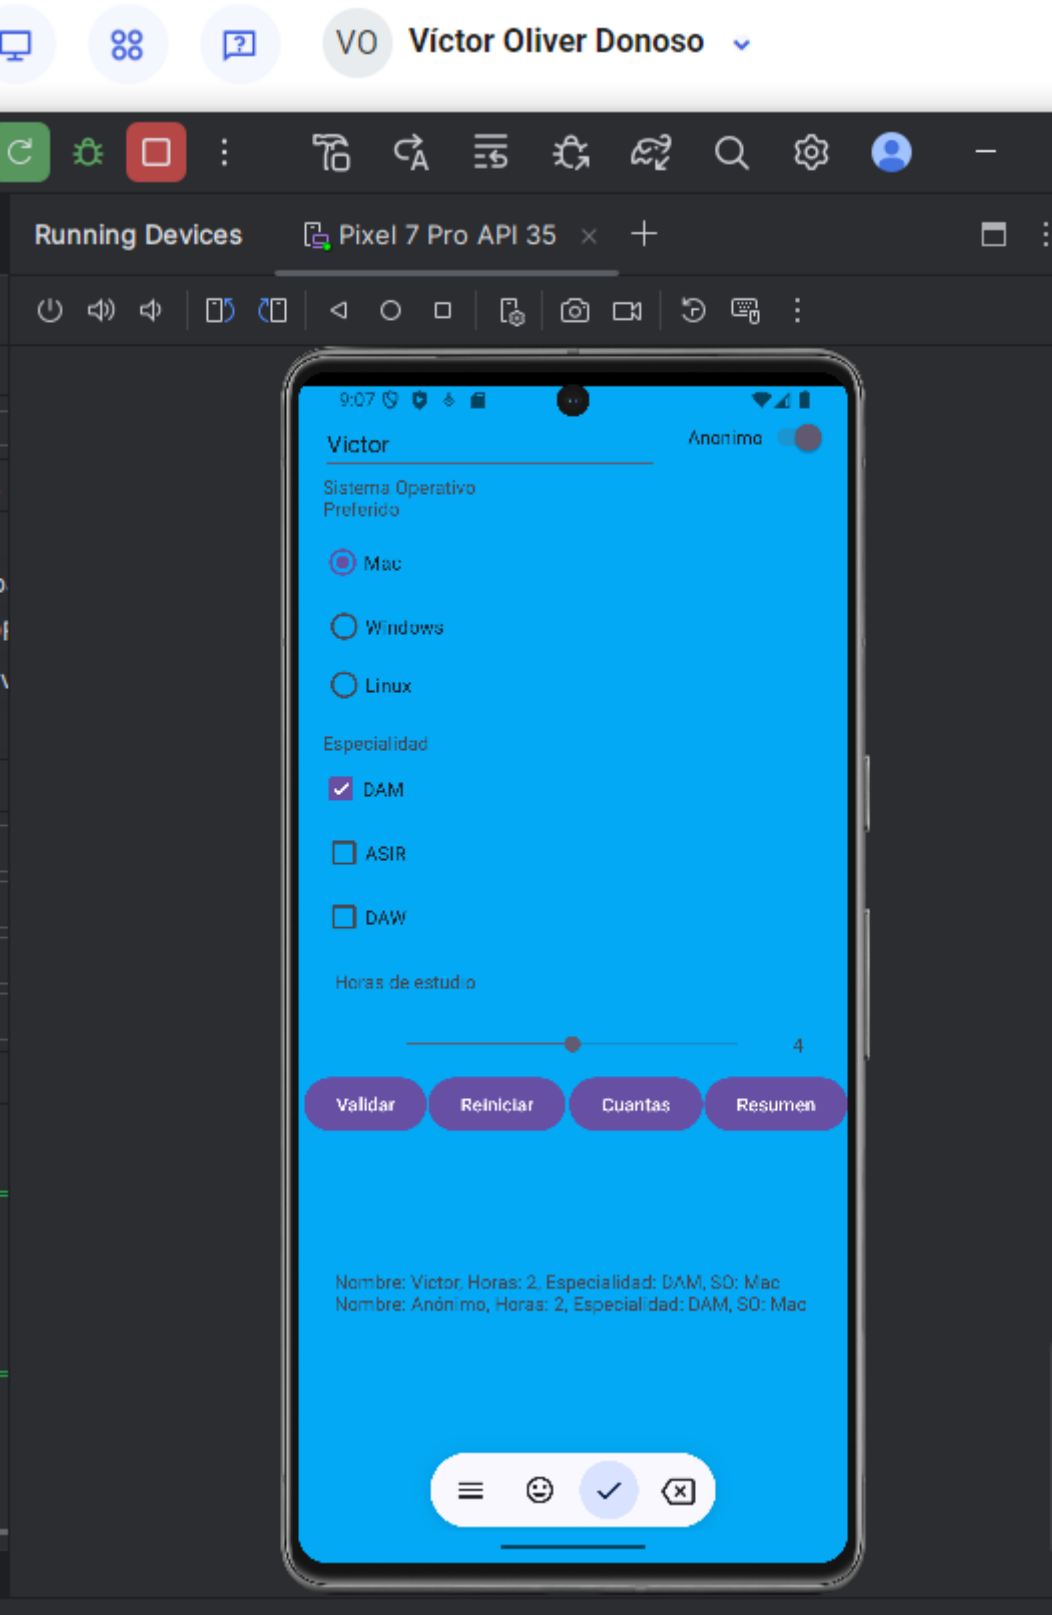 VO Víctor Oliver Donoso
Running Devices Pixel 7 Pro API 35
9:07
Victor Anonimo
Sistema Operativo
Preferido
Mac
Windows
Linux
Especialidad
DAM
ASIR
DAW
Horas de estudio
4
Validar Reiniciar Cuantas Resumen
Nombre: Victor, Horas: 2, Especialidad: DAM, SO: Mac
Nombre: Anónimo, Horas: 2, Especialidad: DAM, SO: Mac